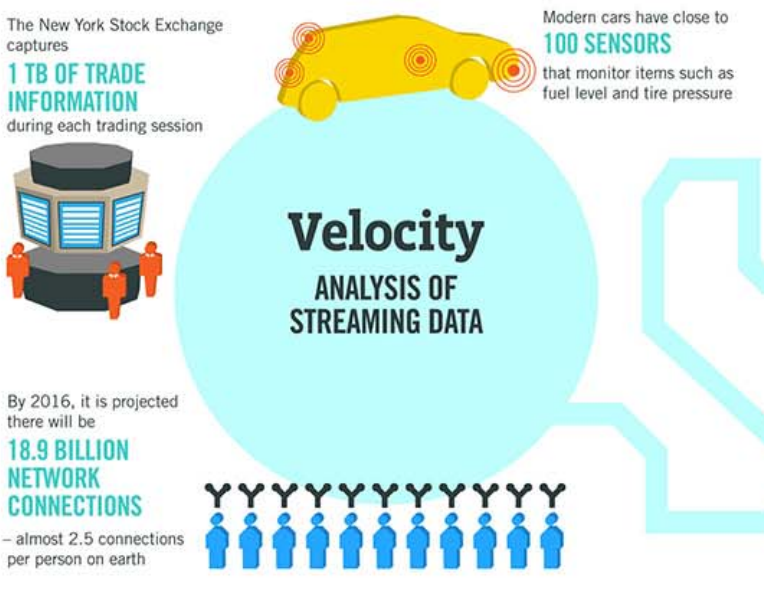 The New York Stock Exchange
captures
1 TB OF TRADE
INFORMATION
during each trading session
Modern cars have close to
100 SENSORS
that monitor items such as
fuel level and tire pressure
Velocity
ANALYSIS OF
STREAMING DATA
By 2016, it is projected
there will be
18.9 BILLION
NETWORK
CONNECTIONS
– almost 2.5 connections
per person on earth